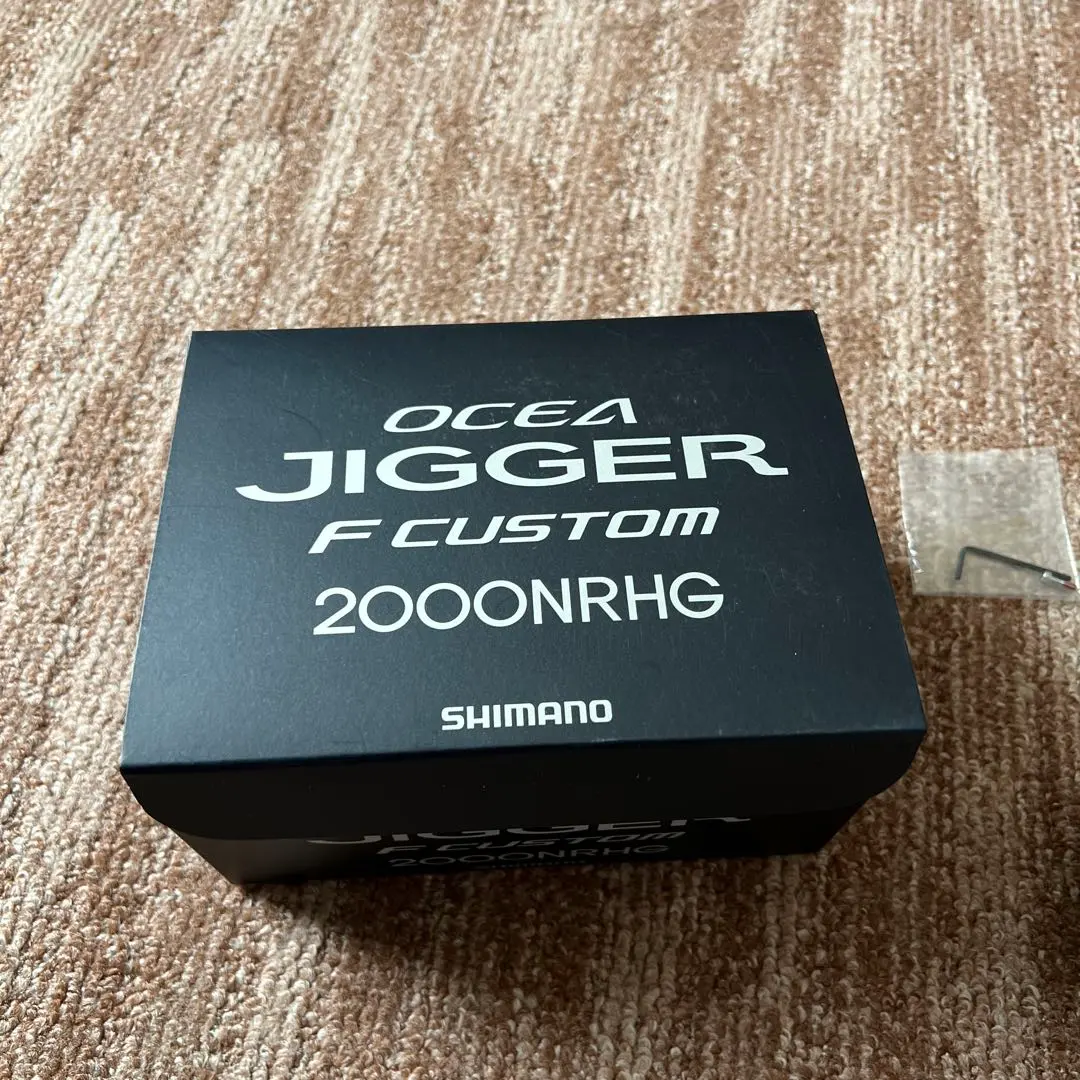 OCEA
JIGGER
F CUSTOM
2000NRHG
SHIMANO
JIGGER
F CUSTOM
2000NRHG